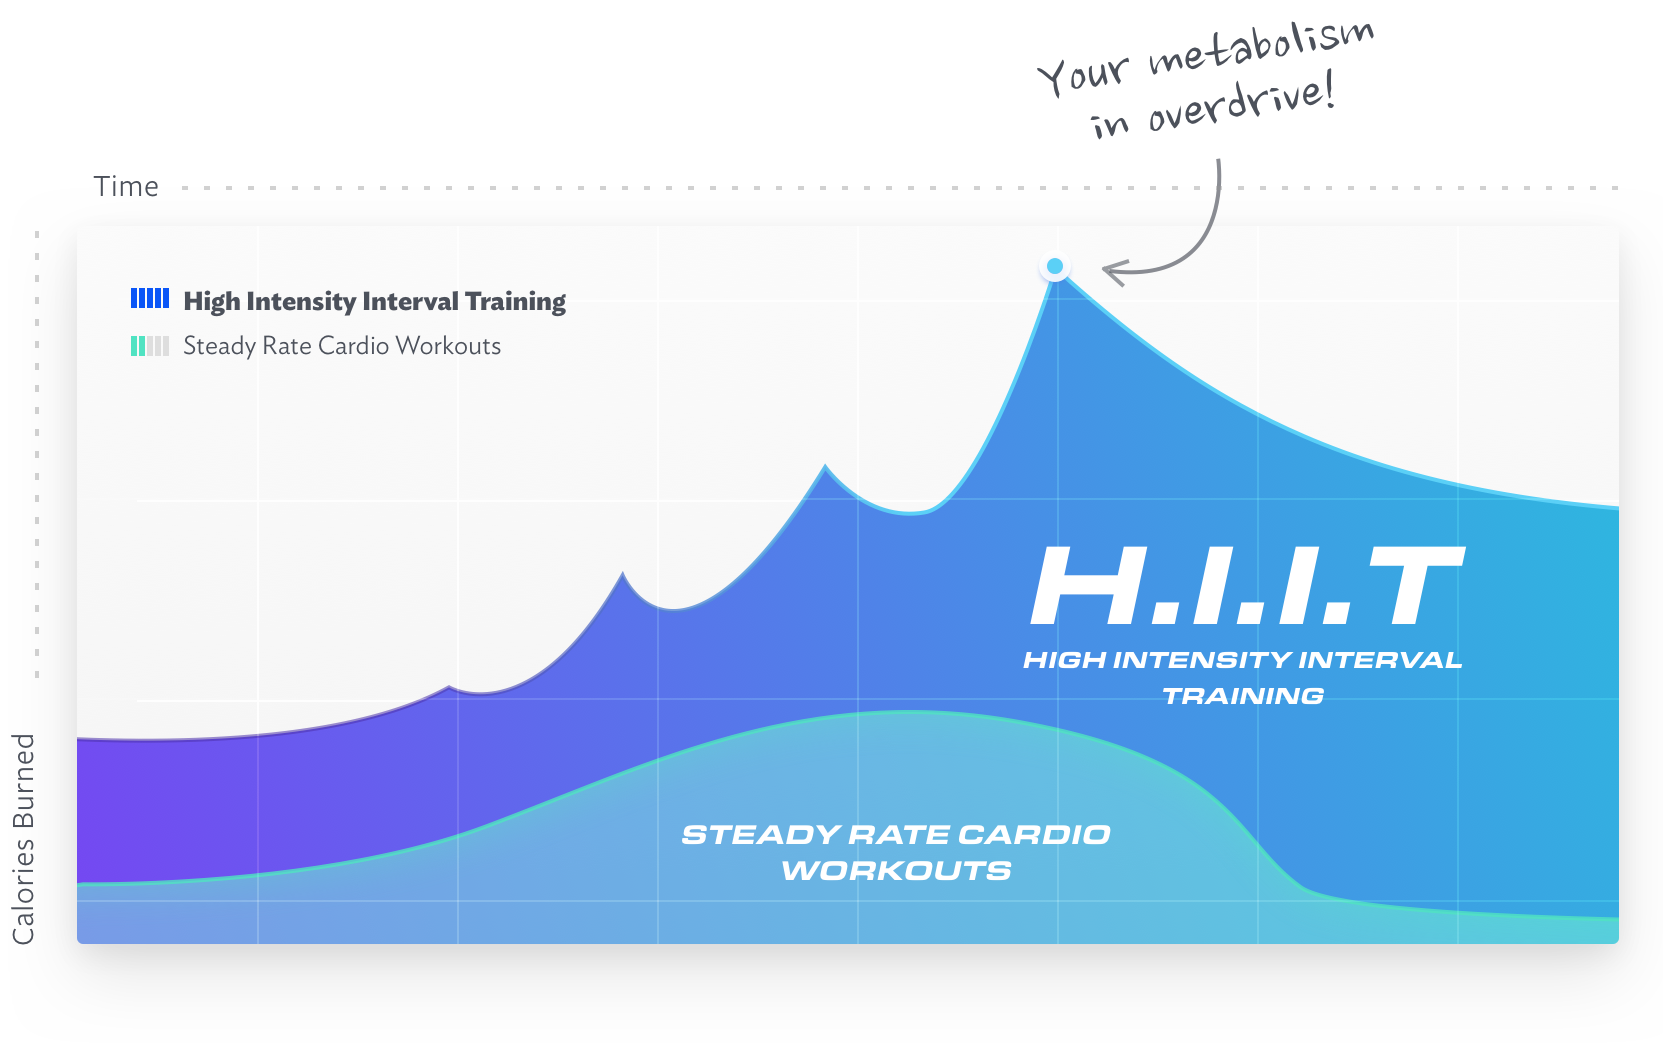 Your metabolism
in overdrive!
Time
High Intensity Interval Training
Steady Rate Cardio Workouts
H.I.I.T
HIGH INTENSITY INTERVAL
TRAINING
STEADY RATE CARDIO
WORKOUTS
Calories Burned